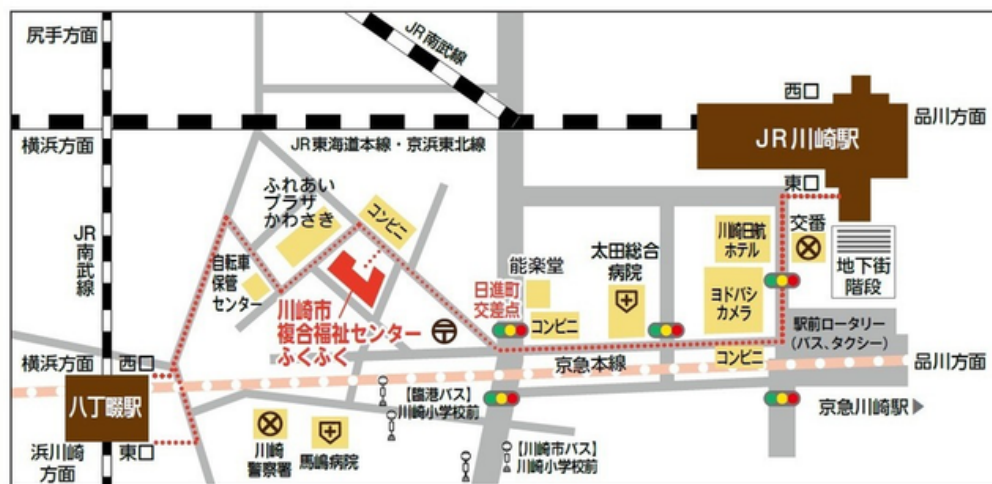 尻手方面
JR南武線
西口
品川方面
JR川崎駅
横浜方面
JR東海道本線・京浜東北線
東口
ふれあい
プラザ
かわさき
コンビニ
川崎日航
ホテル
交番
JR南武線
自転車
保管
センター
太田総合
病院
能楽堂
地下街
階段
川崎市
複合福祉センター
ふくふく
日進町
交差点
コンビニ
ヨドバシ
カメラ
駅前ロータリー
(バス、タクシー)
横浜方面
西口
京急本線
コンビニ
品川方面
八丁畷駅
【臨港バス】
川崎小学校前
京急川崎駅▶
浜川崎
方面
東口
川崎
警察署
馬嶋病院
【川崎市バス】
川崎小学校前